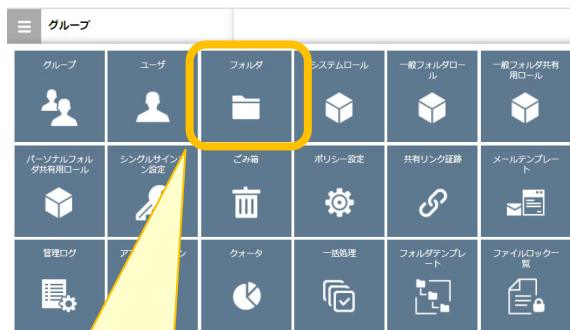 グループ
グループ
ユーザ
フォルダ
システムロール
一般フォルダロー
ル
一般フォルダ共有
用ロール
パーソナルフォル
ダ共有用ロール
シングルサイン
ン設定
ごみ箱
ポリシー設定
共有リンク証跡
メールテンプレー
ト
管理ログ
クォータ
一括処理
フォルダテンプレ
ート
ファイルロック一
覧